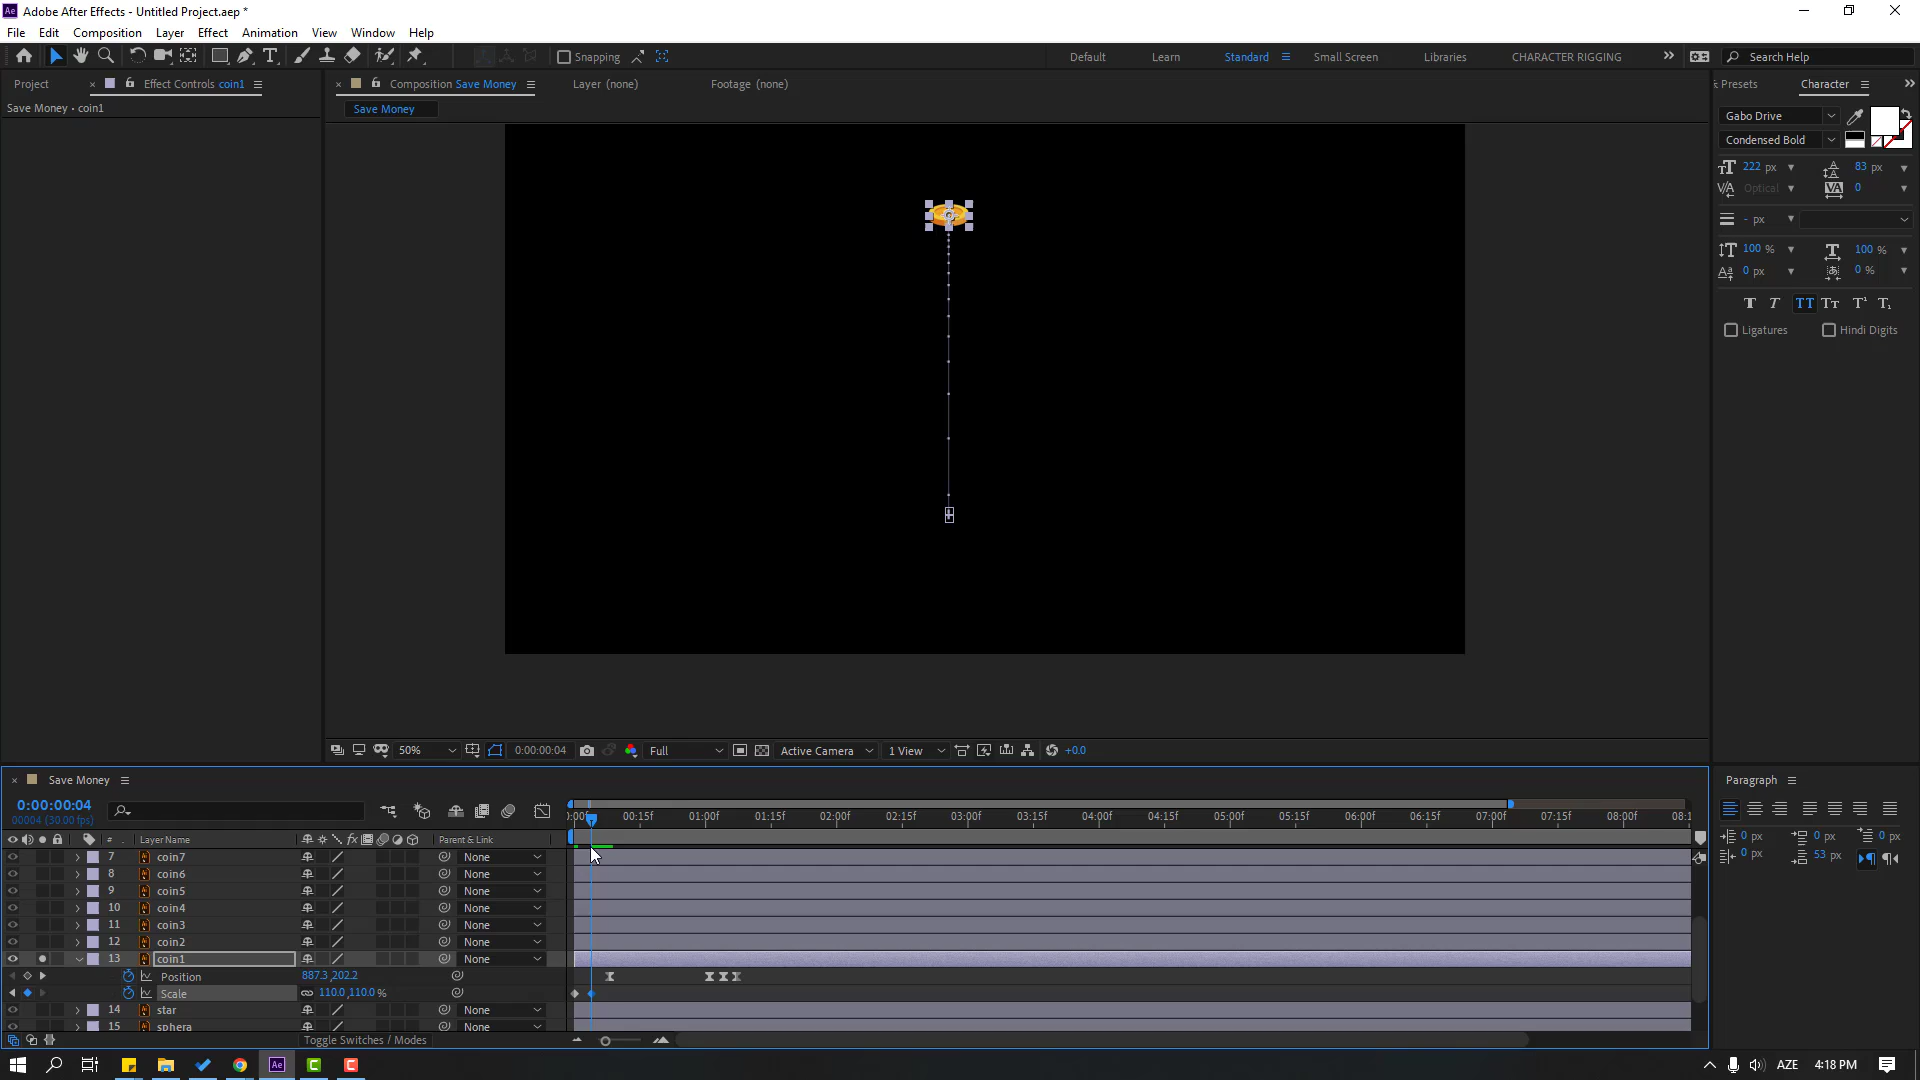 Adobe After Effects - Untitled Project.aep *
File Edit Composition Layer Effect Animation View Window Help
Snapping Default Learn Standard Small Screen Libraries CHARACTER RIGGING Search Help
Project Effect Controls coin1 Composition Save Money Layer (none) Footage (none) Presets Character
Save Money • coin1
Save Money
Gabo Drive
Condensed Bold
222 px 83 px
Optical 0
- px
100 % 100 %
0 px 0 %
Ligatures Hindi Digits
50% 0:00:00:04 Full Active Camera 1 View +0.0
Save Money
Paragraph
0:00:00:04
00004 (30.00 fps)
0:00f 00:15f 01:00f 01:15f 02:00f 02:15f 03:00f 03:15f 04:00f 04:15f 05:00f 05:15f 06:00f 06:15f 07:00f 07:15f 08:00f 08:1
0 px 0 px 0 px
0 px 53 px
# Layer Name Parent & Link
7 coin7 None
8 coin6 None
9 coin5 None
10 coin4 None
11 coin3 None
12 coin2 None
13 coin1 None
Position 887.3,202.2
Scale 110.0,110.0 %
14 star None
15 sphera None
Toggle Switches / Modes
AZE 4:18 PM